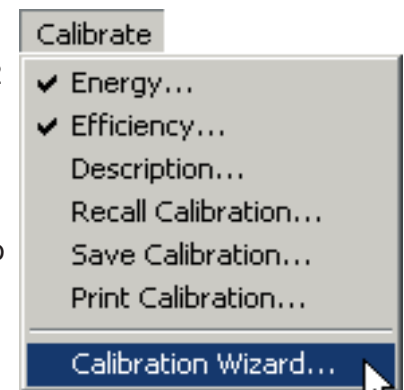 Calibrate
✔ Energy...
✔ Efficiency...
Description...
Recall Calibration...
Save Calibration...
Print Calibration...
Calibration Wizard...